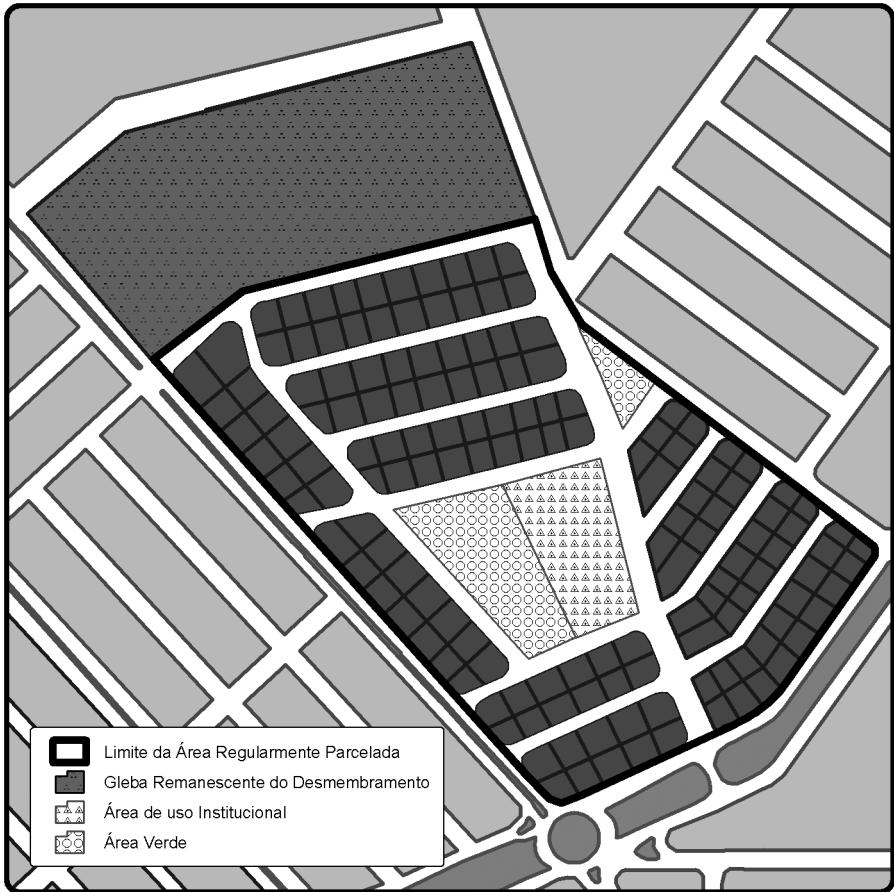 Limite da Área Regularmente Parcelada
Gleba Remanescente do Desmembramento
Área de uso Institucional
Área Verde